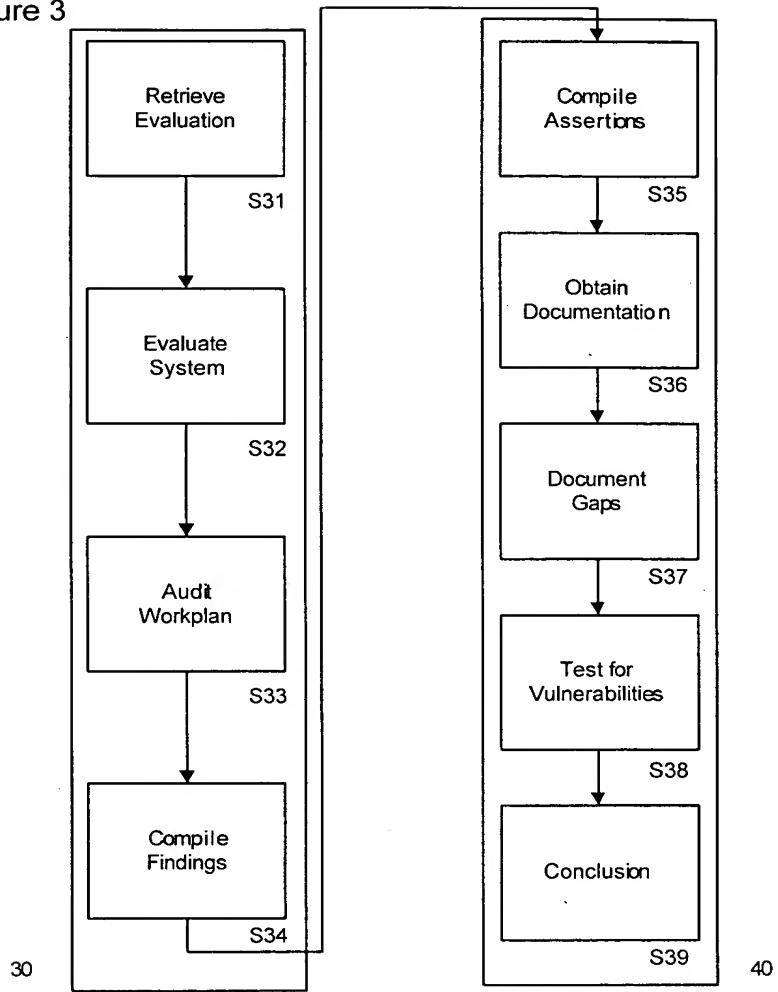 ure 3
Retrieve
Evaluation
S31
Evaluate
System
S32
Audit
Workplan
S33
Compile
Findings
S34
30
Compile
Assertions
S35
Obtain
Documentation
S36
Document
Gaps
S37
Test for
Vulnerabilities
S38
Conclusion
S39
40